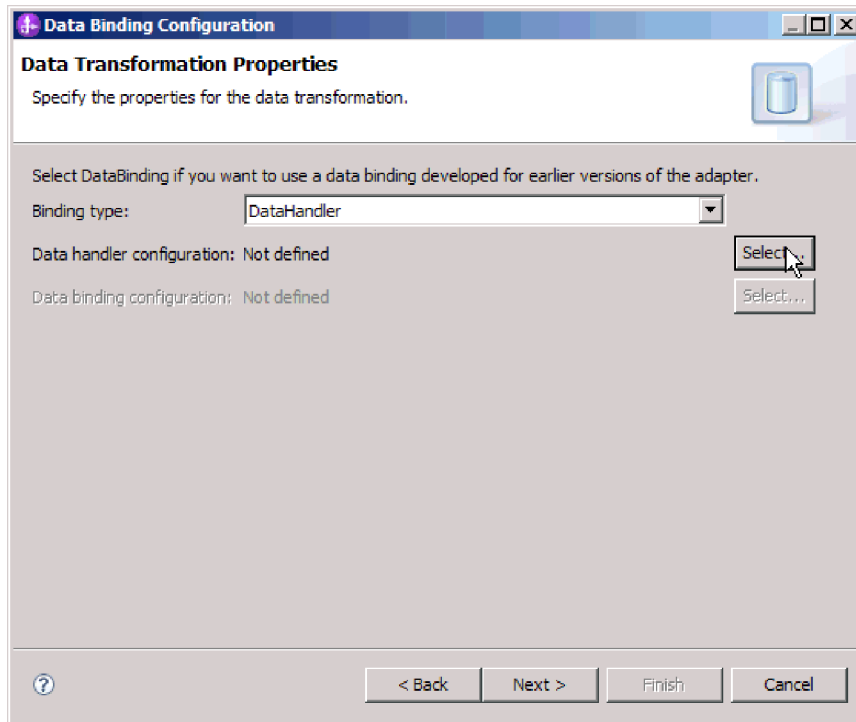 Data Binding Configuration
Data Transformation Properties
Specify the properties for the data transformation.
Select DataBinding if you want to use a data binding developed for earlier versions of the adapter.
Binding type: DataHandler
Data handler configuration: Not defined Select...
Data binding configuration: Not defined Select...
? < Back Next > Finish Cancel